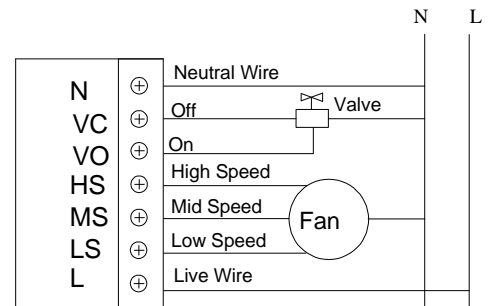 N L
N Neutral Wire
VC Off Valve
VO On
HS High Speed
MS Mid Speed Fan
LS Low Speed
L Live Wire